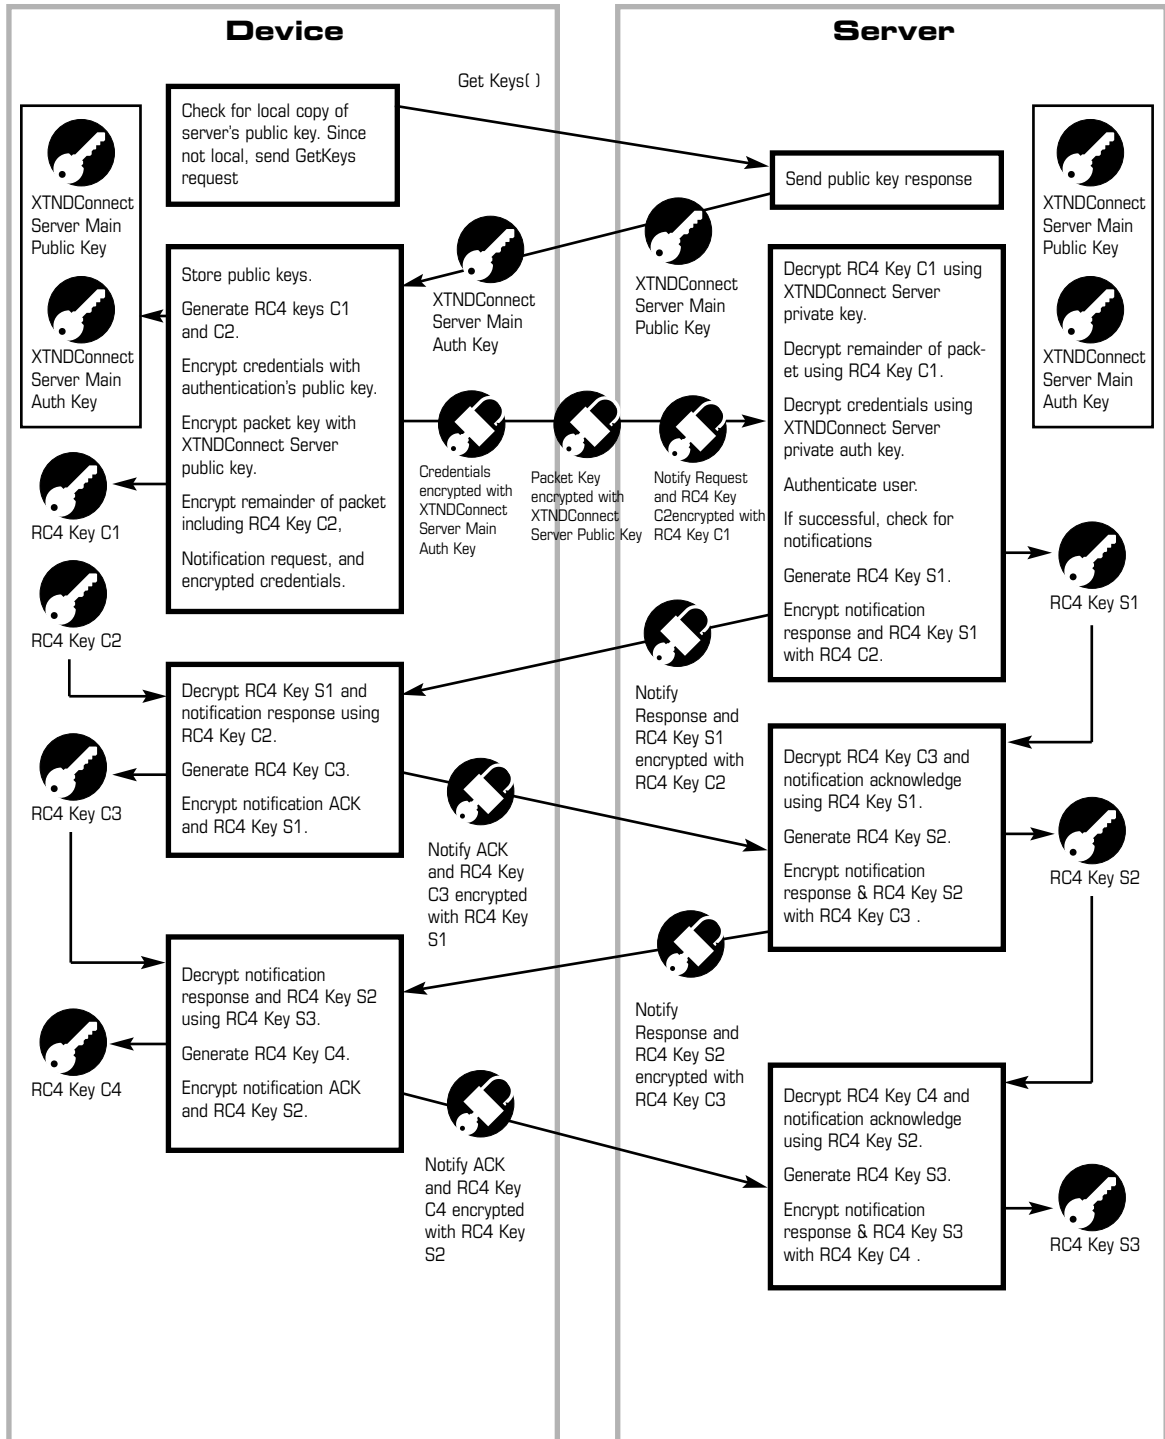 Device
Server
Get Keys( )
Check for local copy of
server's public key. Since
not local, send GetKeys
request
Send public key response
XTNDConnect
Server Main
Public Key
XTNDConnect
Server Main
Auth Key
XTNDConnect
Server Main
Auth Key
XTNDConnect
Server Main
Public Key
XTNDConnect
Server Main
Public Key
XTNDConnect
Server Main
Auth Key
Store public keys.
Generate RC4 keys C1
and C2.
Encrypt credentials with
authentication's public key.
Encrypt packet key with
XTNDConnect Server
public key.
Encrypt remainder of packet
including RC4 Key C2,
Notification request, and
encrypted credentials.
RC4 Key C1
RC4 Key C2
Credentials
encrypted with
XTNDConnect
Server Main
Auth Key
Packet Key
encrypted with
XTNDConnect
Server Public Key
Notify Request
and RC4 Key
C2encrypted with
RC4 Key C1
Decrypt RC4 Key C1 using
XTNDConnect Server
private key.
Decrypt remainder of pack-
et using RC4 Key C1.
Decrypt credentials using
XTNDConnect Server
private auth key.
Authenticate user.
If successful, check for
notifications
Generate RC4 Key S1.
Encrypt notification
response and RC4 Key S1
with RC4 C2.
RC4 Key S1
Notify
Response and
RC4 Key S1
encrypted with
RC4 Key C2
Decrypt RC4 Key S1 and
notification response using
RC4 Key C2.
Generate RC4 Key C3.
Encrypt notification ACK
and RC4 Key S1.
RC4 Key C3
Notify ACK
and RC4 Key
C3 encrypted
with RC4 Key
S1
Decrypt RC4 Key C3 and
notification acknowledge
using RC4 Key S1.
Generate RC4 Key S2.
Encrypt notification
response & RC4 Key S2
with RC4 Key C3 .
RC4 Key S2
Notify
Response and
RC4 Key S2
encrypted with
RC4 Key C3
Decrypt notification
response and RC4 Key S2
using RC4 Key S3.
Generate RC4 Key C4.
Encrypt notification ACK
and RC4 Key S2.
RC4 Key C4
Notify ACK
and RC4 Key
C4 encrypted
with RC4 Key
S2
Decrypt RC4 Key C4 and
notification acknowledge
using RC4 Key S2.
Generate RC4 Key S3.
Encrypt notification
response & RC4 Key S3
with RC4 Key C4 .
RC4 Key S3